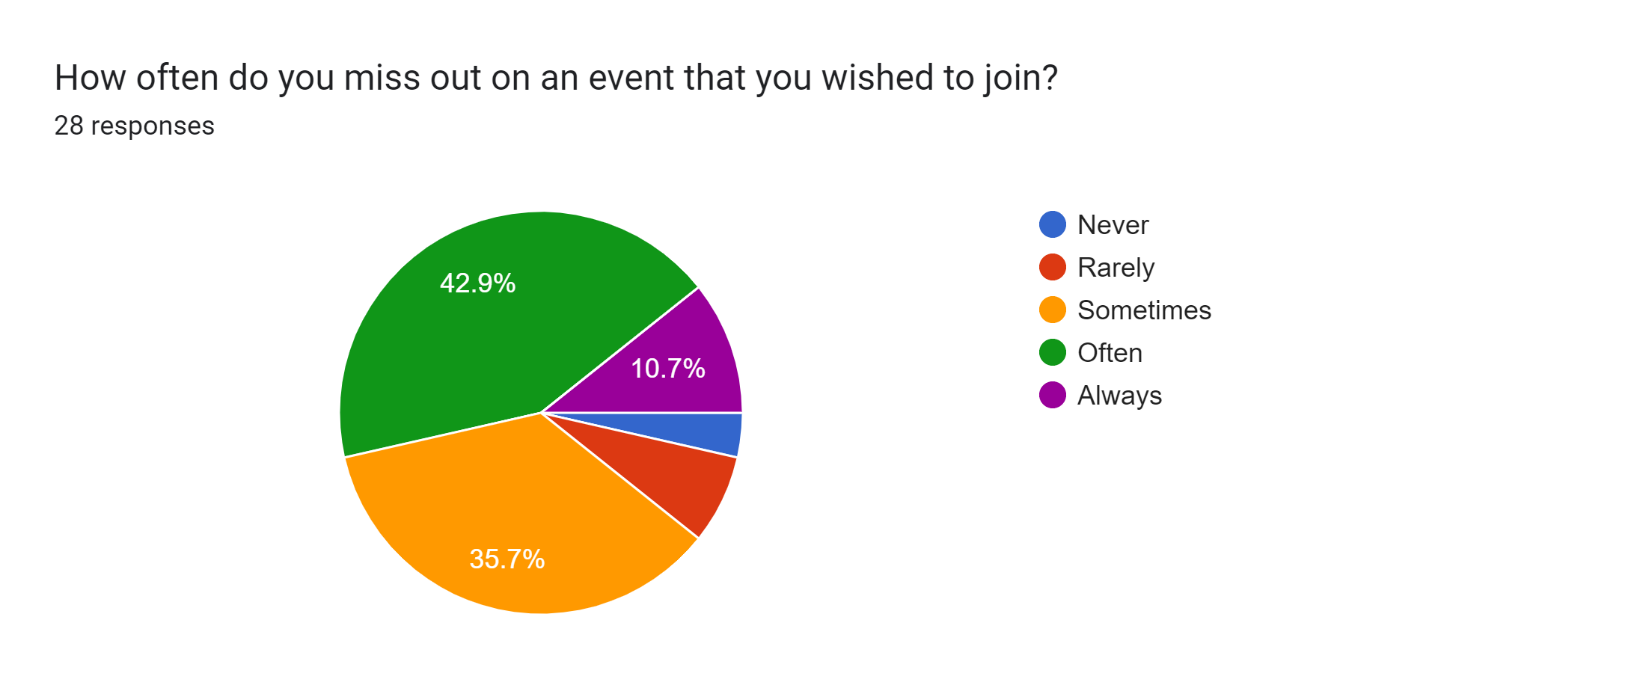 How often do you miss out on an event that you wished to join?
28 responses
42.9%
10.7%
35.7%
Never
Rarely
Sometimes
Often
Always